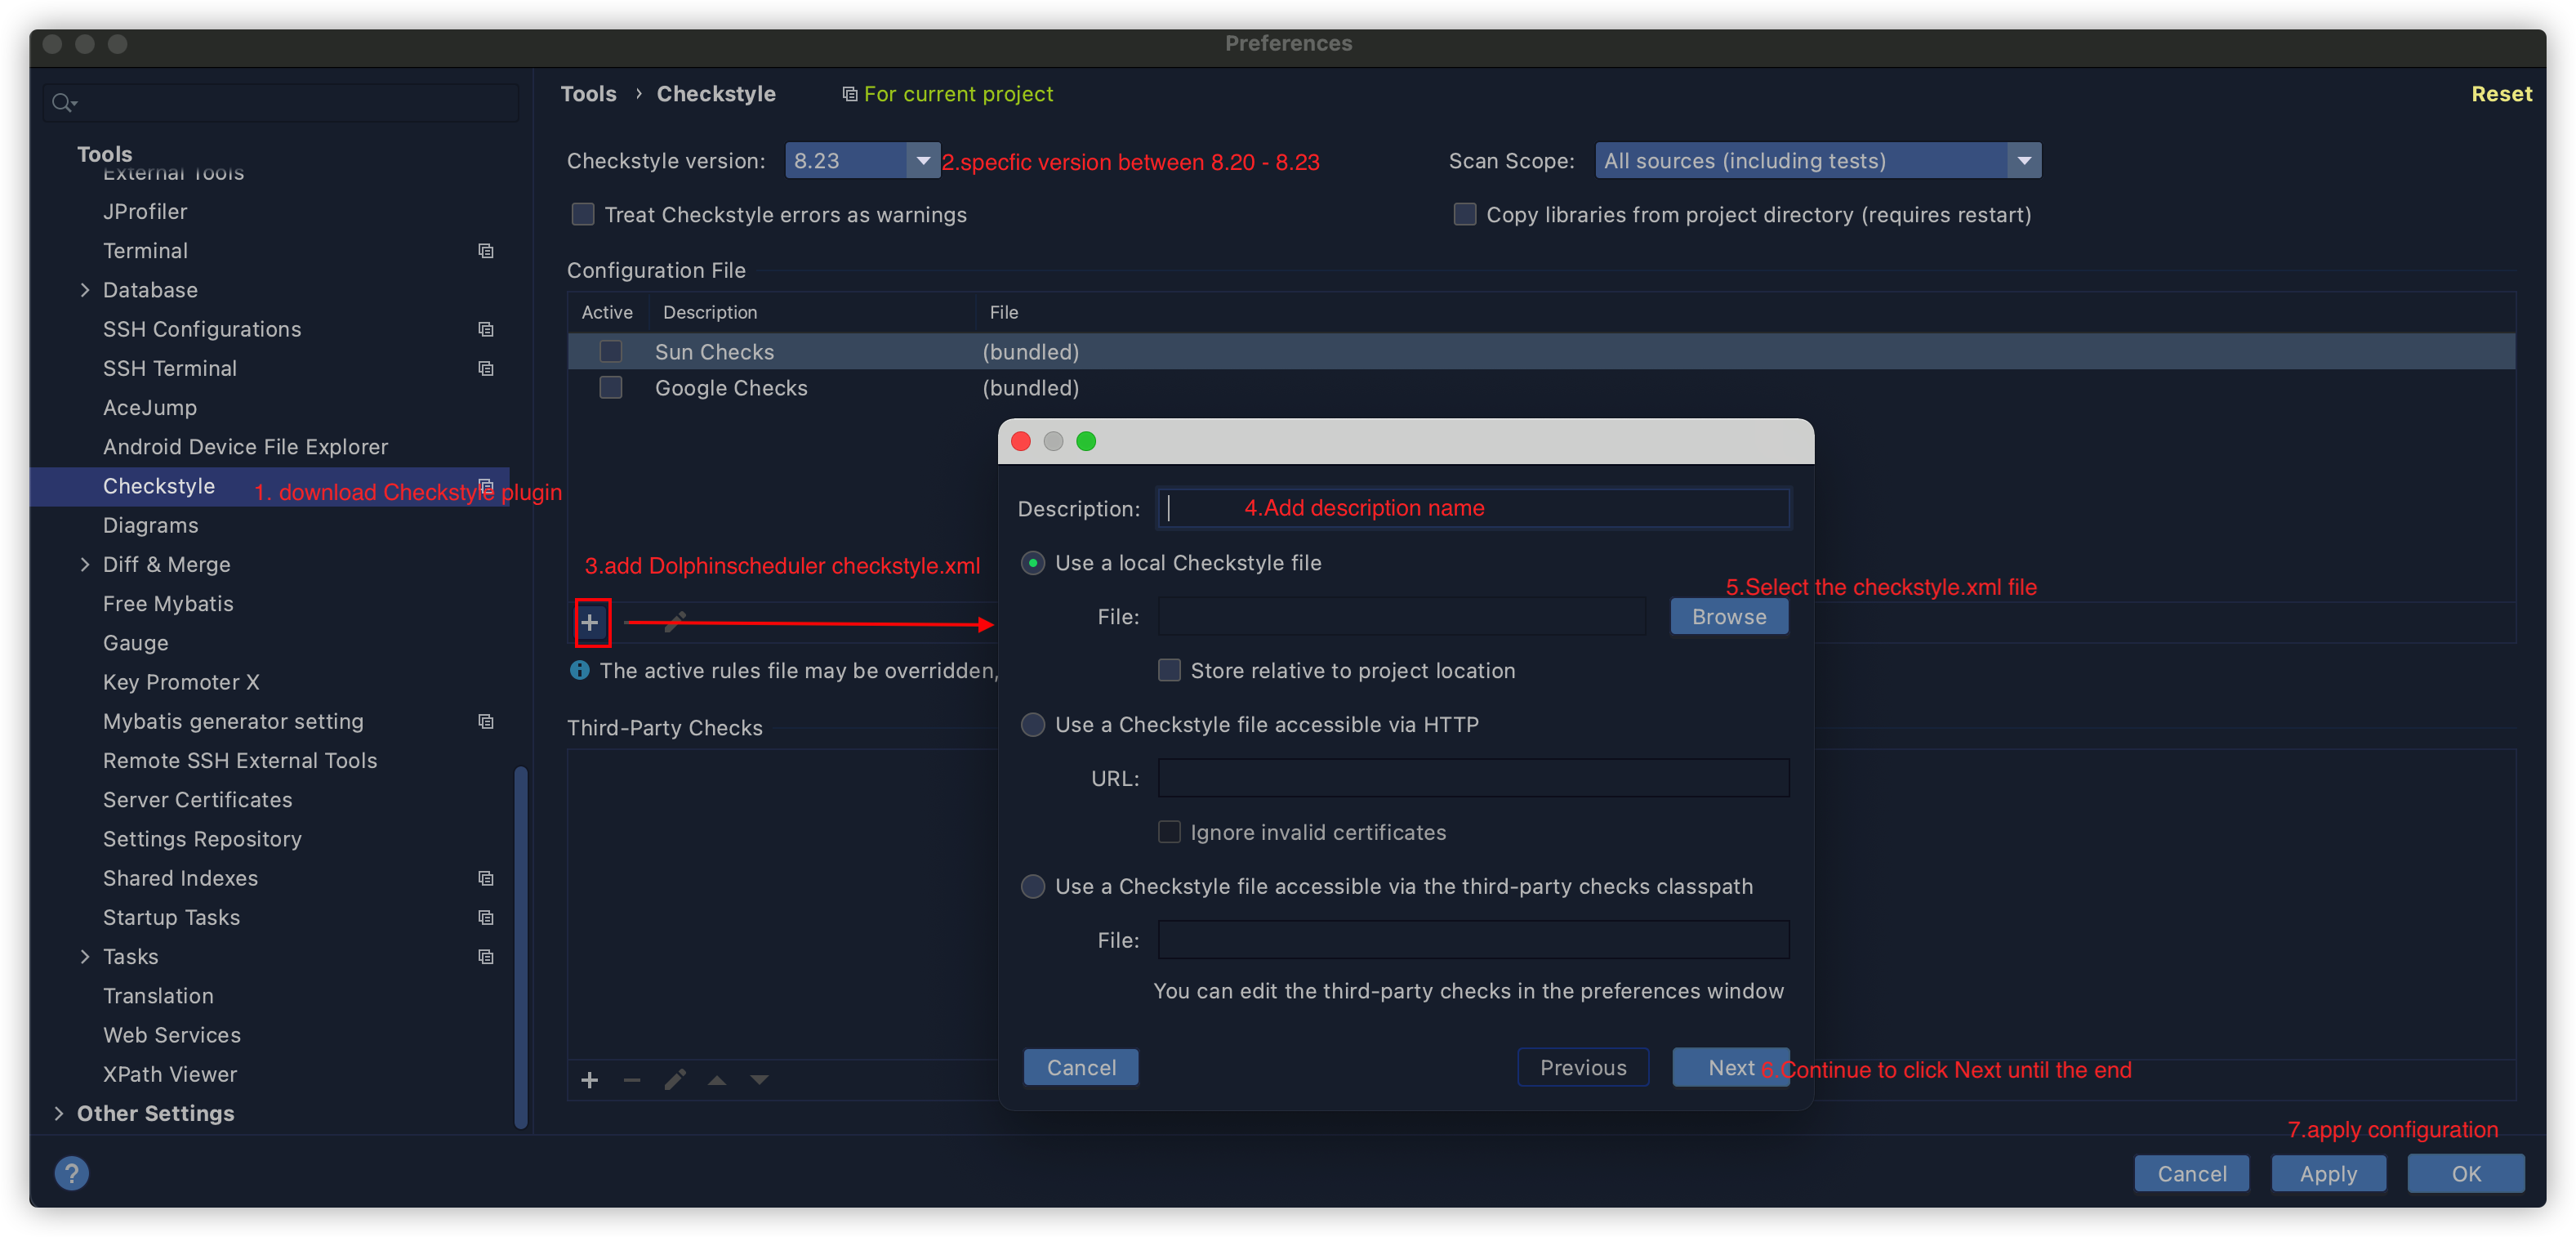 Preferences
Tools
External Tools
JProfiler
Terminal
Database
SSH Configurations
SSH Terminal
AceJump
Android Device File Explorer
Checkstyle
1. download Checkstyle plugin
Diagrams
Diff & Merge
Free Mybatis
Gauge
Key Promoter X
Mybatis generator setting
Remote SSH External Tools
Server Certificates
Settings Repository
Shared Indexes
Startup Tasks
Tasks
Translation
Web Services
XPath Viewer
Other Settings
?
Tools › Checkstyle For current project Reset
Checkstyle version: 8.23 2.specfic version between 8.20 - 8.23 Scan Scope: All sources (including tests)
Treat Checkstyle errors as warnings Copy libraries from project directory (requires restart)
Configuration File
Active Description File
Sun Checks (bundled)
Google Checks (bundled)
3.add Dolphinscheduler checkstyle.xml
The active rules file may be overridden,
Third-Party Checks
Description: 4.Add description name
Use a local Checkstyle file
5.Select the checkstyle.xml file
File: Browse
Store relative to project location
Use a Checkstyle file accessible via HTTP
URL:
Ignore invalid certificates
Use a Checkstyle file accessible via the third-party checks classpath
File:
You can edit the third-party checks in the preferences window
Cancel Previous Next 6.Continue to click Next until the end
7.apply configuration
Cancel Apply OK